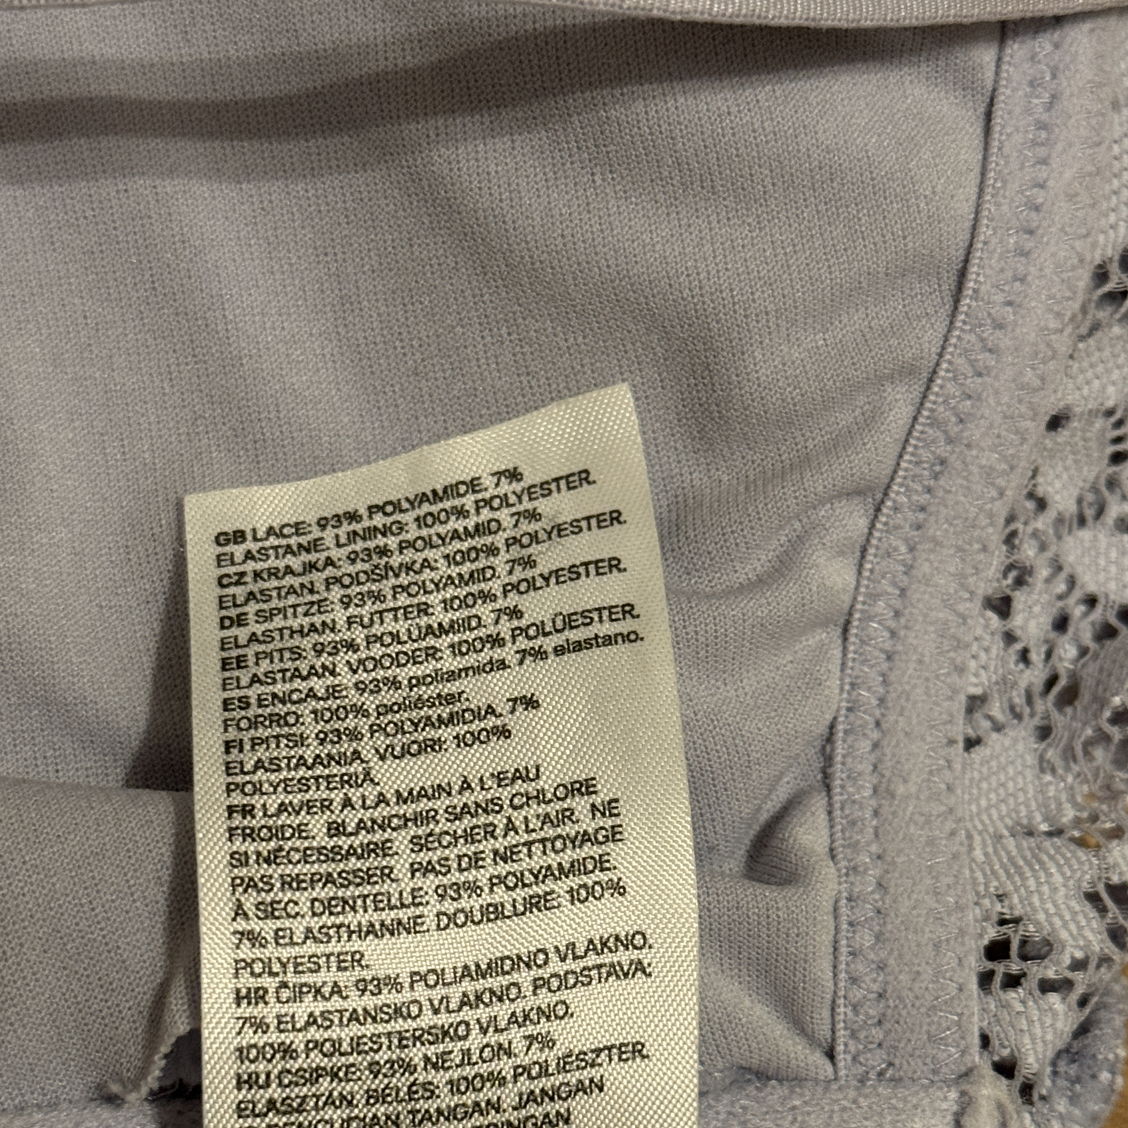 GB LACE: 93% POLYAMIDE. 7%
ELASTANE. LINING: 100% POLYESTER.
CZ KRAJKA: 93% POLYAMID. 7%
ELASTAN. PODŠÍVKA: 100% POLYESTER.
DE SPITZE: 93% POLYAMID. 7%
ELASTHAN. FUTTER: 100% POLYESTER.
EE PITS: 93% POLÜAMIID. 7%
ELASTAAN. VOODER: 100% POLÜESTER.
ES ENCAJE: 93% poliamida. 7% elastano.
FORRO: 100% poliéster.
FI PITSI: 93% POLYAMIDIA. 7%
ELASTAANIA. VUORI: 100%
POLYESTERIÄ.
FR LAVER À LA MAIN À L'EAU
FROIDE. BLANCHIR SANS CHLORE
SI NÉCESSAIRE. SÉCHER À L'AIR. NE
PAS REPASSER. PAS DE NETTOYAGE
À SEC. DENTELLE: 93% POLYAMIDE.
7% ELASTHANNE. DOUBLURE: 100%
POLYESTER.
HR ČIPKA: 93% POLIAMIDNO VLAKNO.
7% ELASTANSKO VLAKNO. PODSTAVA:
100% POLIESTERSKO VLAKNO.
HU CSIPKE: 93% NEJLON. 7%
ELASZTÁN. BÉLÉS: 100% POLIÉSZTER.
TANGAN. JANGAN